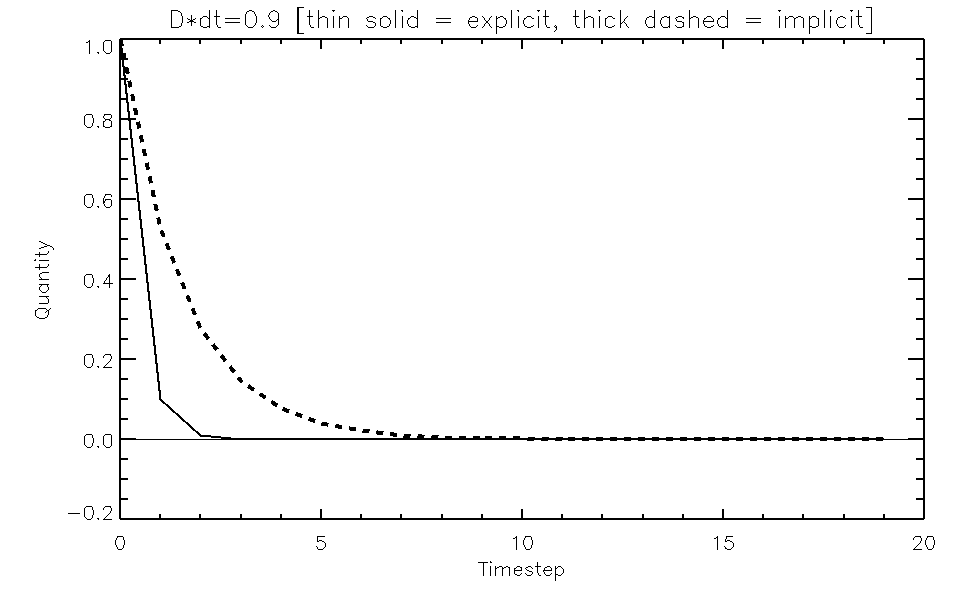 D*dt=0.9 [thin solid = explicit, thick dashed = implicit]
1.0
0.8
0.6
0.4
0.2
0.0
−0.2
Quantity
0 5 10 15 20
Timestep